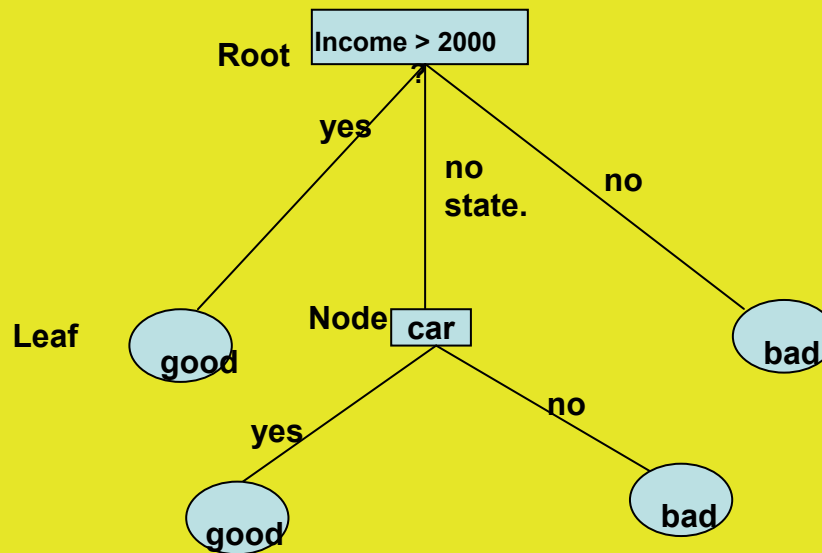 Income > 2000
?
Root
yes
no
state.
no
Leaf
good
Node
car
bad
yes
no
good
bad